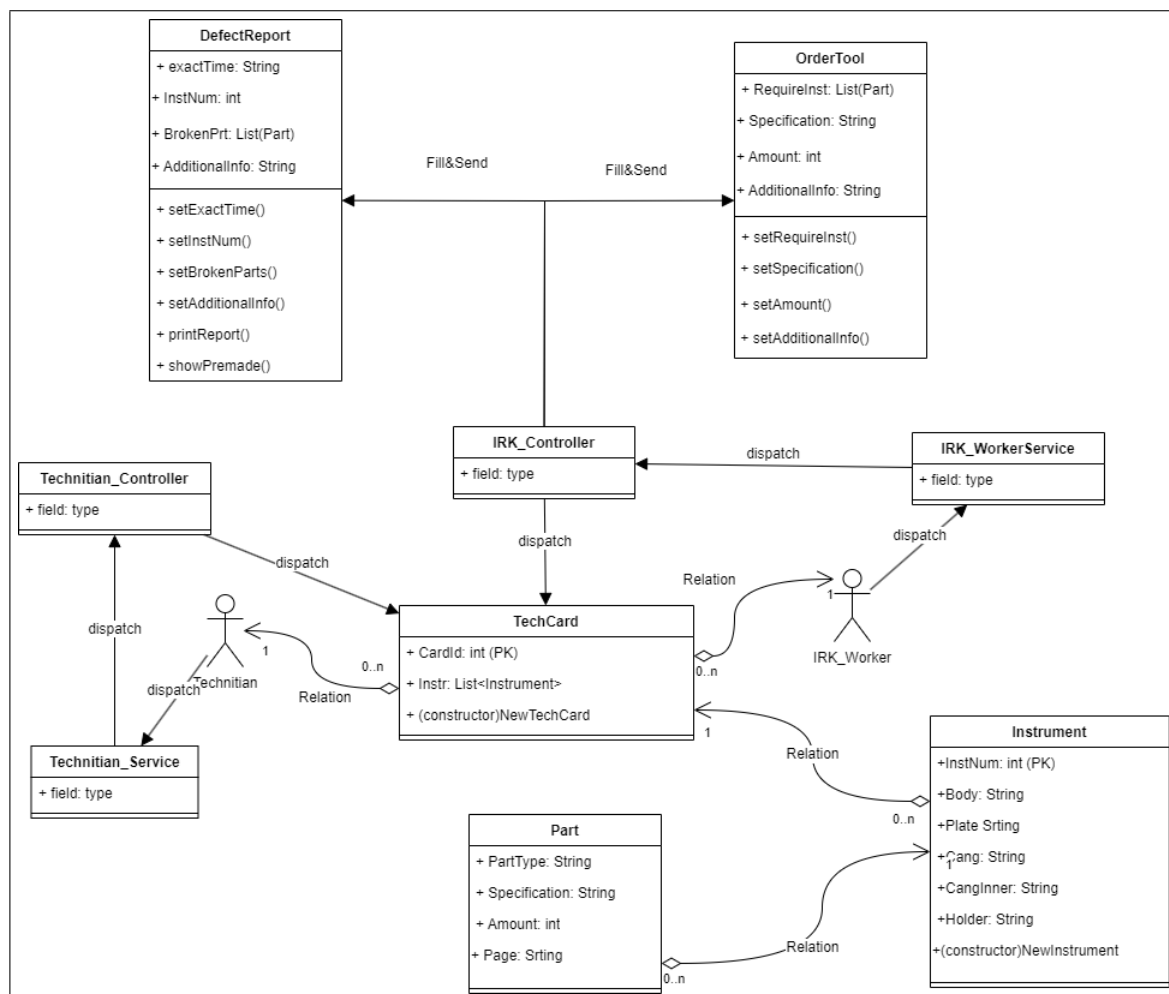 DefectReport
+ exactTime: String
+ InstNum: int
+ BrokenPrt: List(Part)
+ AdditionalInfo: String
+ setExactTime()
+ setInstNum()
+ setBrokenParts()
+ setAdditionalInfo()
+ printReport()
+ showPremade()
OrderTool
+ RequireInst: List(Part)
+ Specification: String
+ Amount: int
+ AdditionalInfo: String
+ setRequireInst()
+ setSpecification()
+ setAmount()
+ setAdditionalInfo()
Fill&Send
Fill&Send
IRK_Controller
+ field: type
dispatch
IRK_WorkerService
+ field: type
Technitian_Controller
+ field: type
dispatch
dispatch
dispatch
dispatch
Relation
1
IRK_Worker
0..n
TechCard
+ CardId: int (PK)
+ Instr: List<Instrument>
+ (constructor)NewTechCard
1
0..n
Relation
1
Technitian
dispatch
Technitian_Service
+ field: type
Relation
0..n
Instrument
+InstNum: int (PK)
+Body: String
+Plate Srting
+Cang: String
1
+CangInner: String
+Holder: String
+(constructor)NewInstrument
Part
+ PartType: String
+ Specification: String
+ Amount: int
+ Page: Srting
Relation
0..n